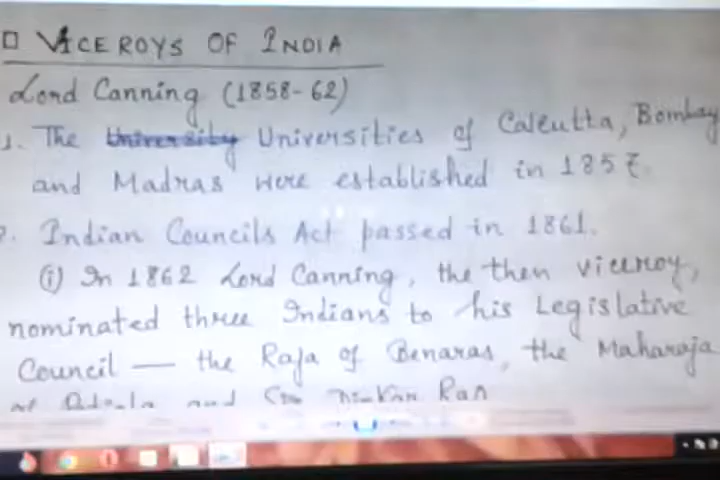 VICEROYS OF INDIA
Lord Canning (1858-62)
1. The University Universities of Calcutta, Bombay
and Madras were established in 1857.
2. Indian Councils Act passed in 1861.
(i) In 1862 Lord Canning, the then viceroy,
nominated three Indians to his Legislative
Council — the Raja of Benaras, the Maharaja
and Rao